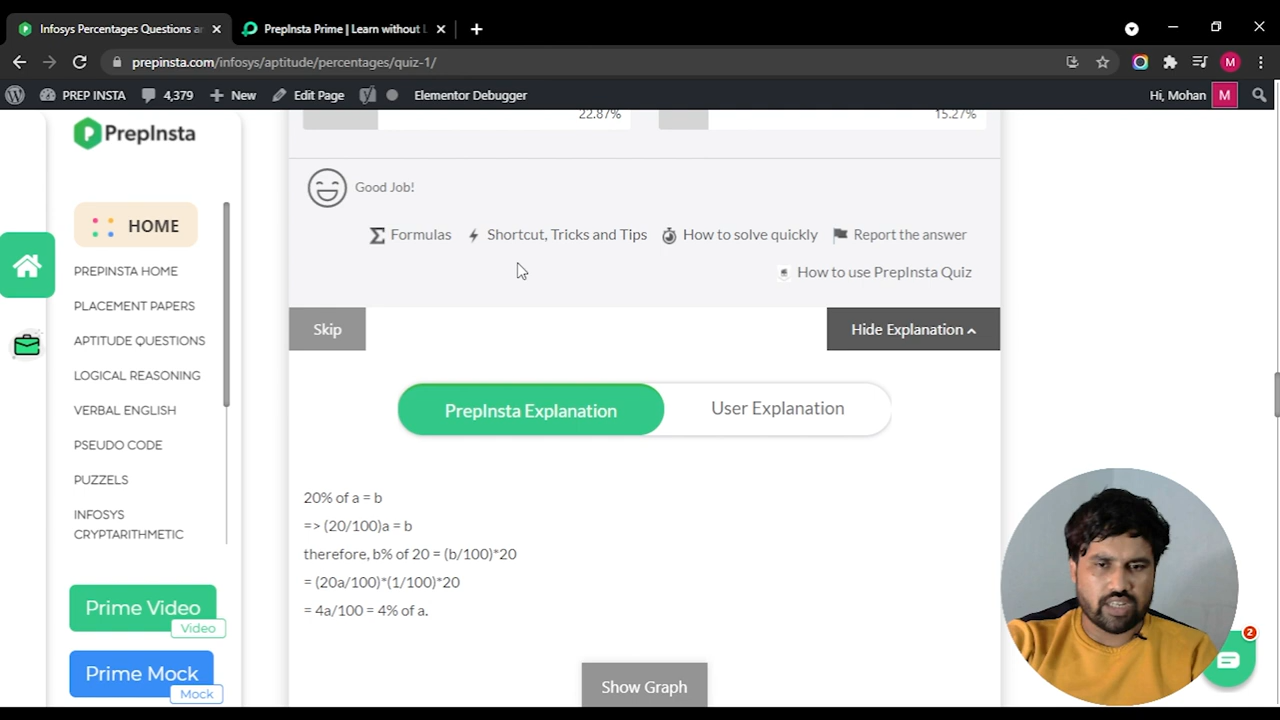 Infosys Percentages Questions an
PrepInsta Prime | Learn without L
prepinsta.com/infosys/aptitude/percentages/quiz-1/
M
PREP INSTA
4,379
New
Edit Page
Elementor Debugger
Hi, Mohan
M
PrepInsta
HOME
PREPINSTA HOME
PLACEMENT PAPERS
APTITUDE QUESTIONS
LOGICAL REASONING
VERBAL ENGLISH
PSEUDO CODE
PUZZELS
INFOSYS
CRYPTARITHMETIC
Prime Video
Video
Prime Mock
Mock
22.87%
15.27%
Good Job!
Formulas
Shortcut, Tricks and Tips
How to solve quickly
Report the answer
How to use PrepInsta Quiz
Skip
Hide Explanation
PrepInsta Explanation
User Explanation
20% of a = b
=> (20/100)a = b
therefore, b% of 20 = (b/100)*20
= (20a/100)*(1/100)*20
= 4a/100 = 4% of a.
Show Graph
2